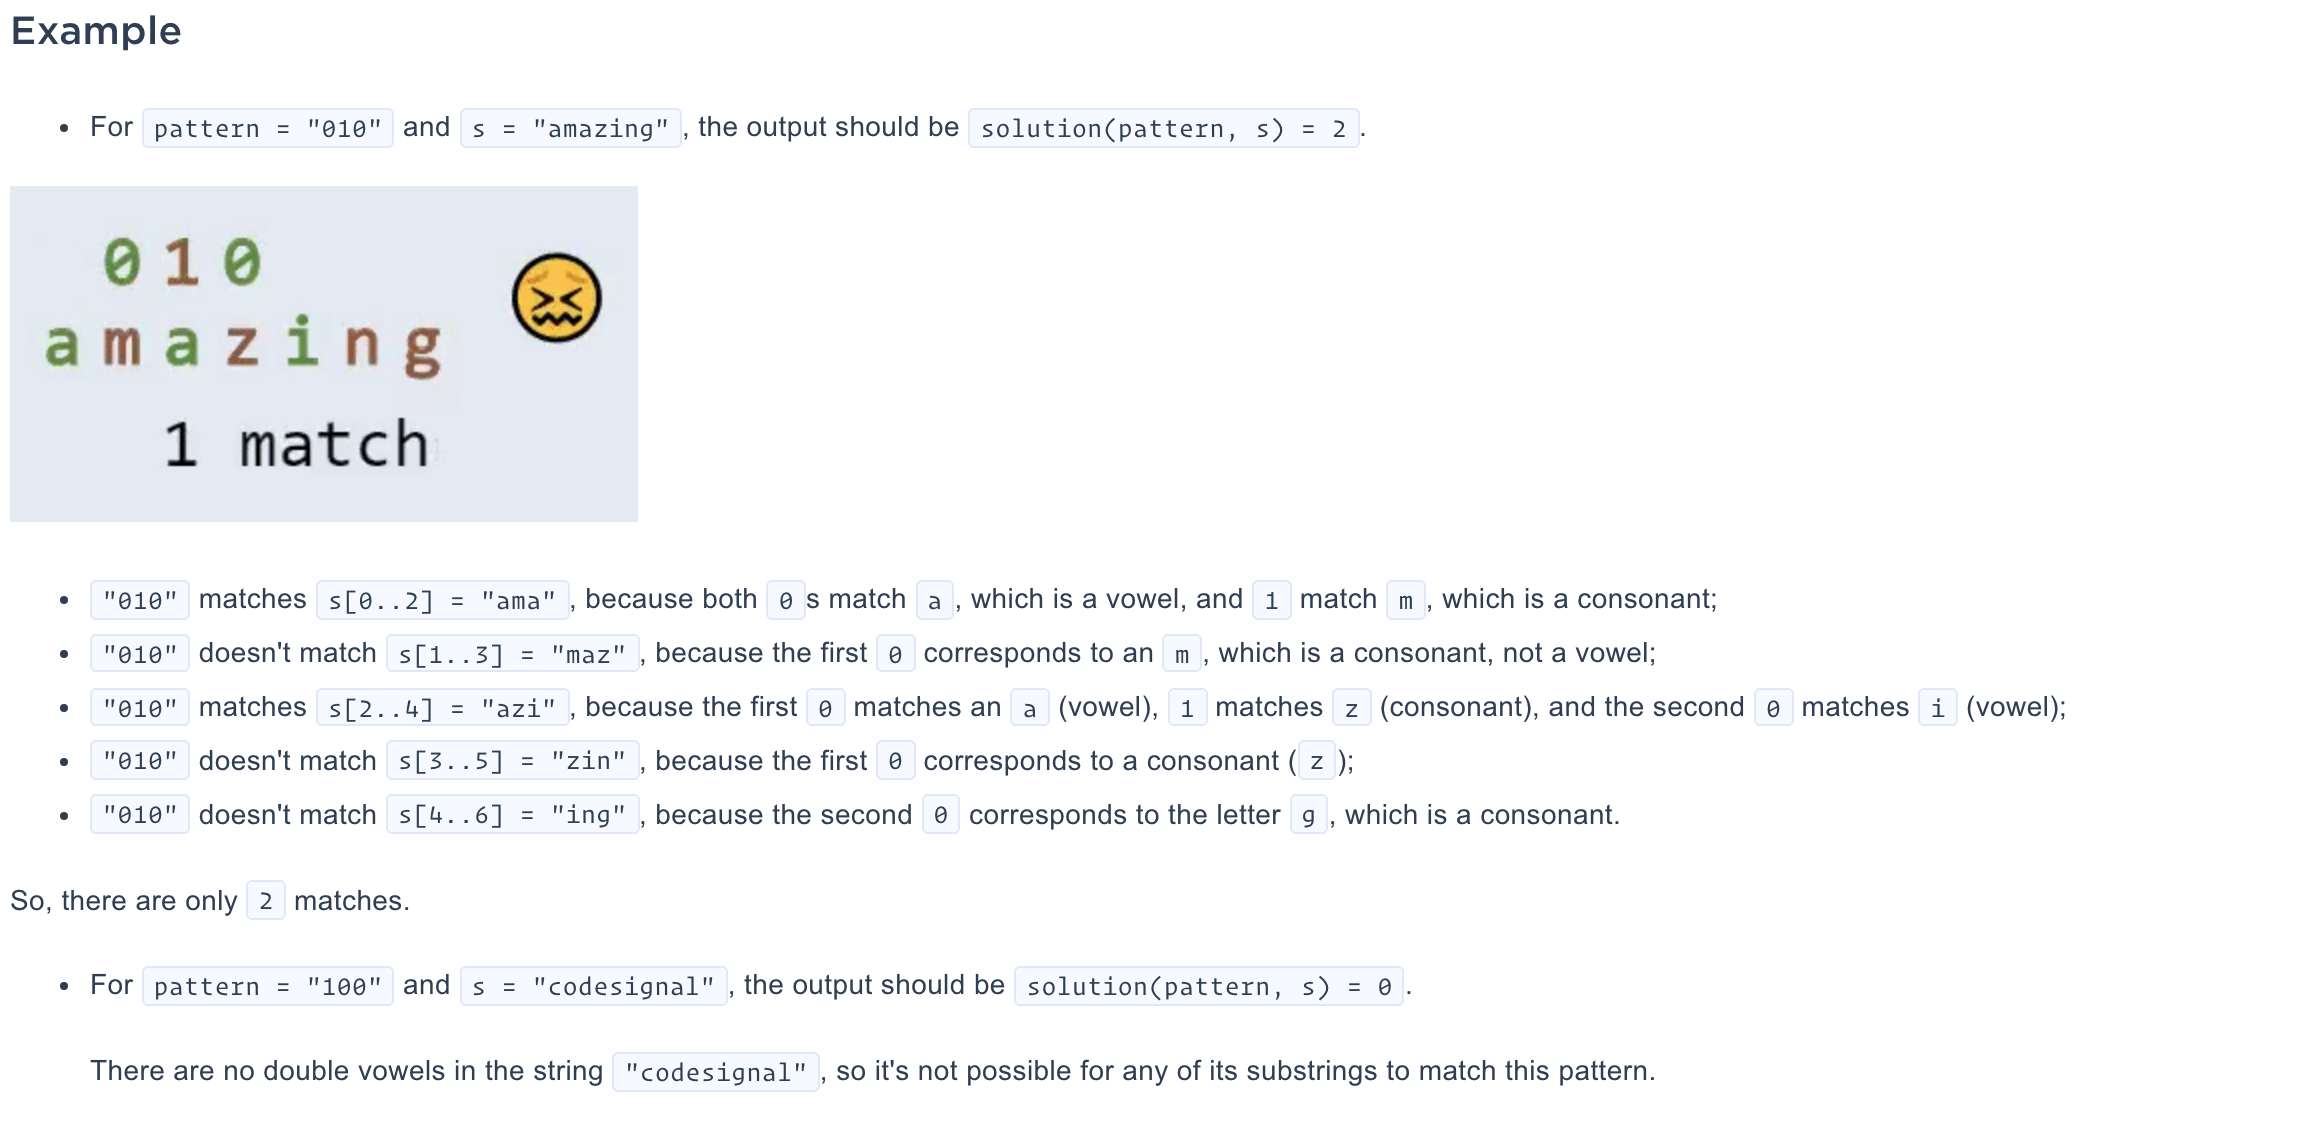 Example
• For pattern = "010" and s = "amazing", the output should be solution(pattern, s) = 2.
0 1 0
a m a z i n g
1 match
• "010" matches s[0..2] = "ama", because both 0s match a, which is a vowel, and 1 match m, which is a consonant;
• "010" doesn't match s[1..3] = "maz", because the first 0 corresponds to an m, which is a consonant, not a vowel;
• "010" matches s[2..4] = "azi", because the first 0 matches an a (vowel), 1 matches z (consonant), and the second 0 matches i (vowel);
• "010" doesn't match s[3..5] = "zin", because the first 0 corresponds to a consonant (z);
• "010" doesn't match s[4..6] = "ing", because the second 0 corresponds to the letter g, which is a consonant.
So, there are only 2 matches.
• For pattern = "100" and s = "codesignal", the output should be solution(pattern, s) = 0.
There are no double vowels in the string "codesignal", so it's not possible for any of its substrings to match this pattern.